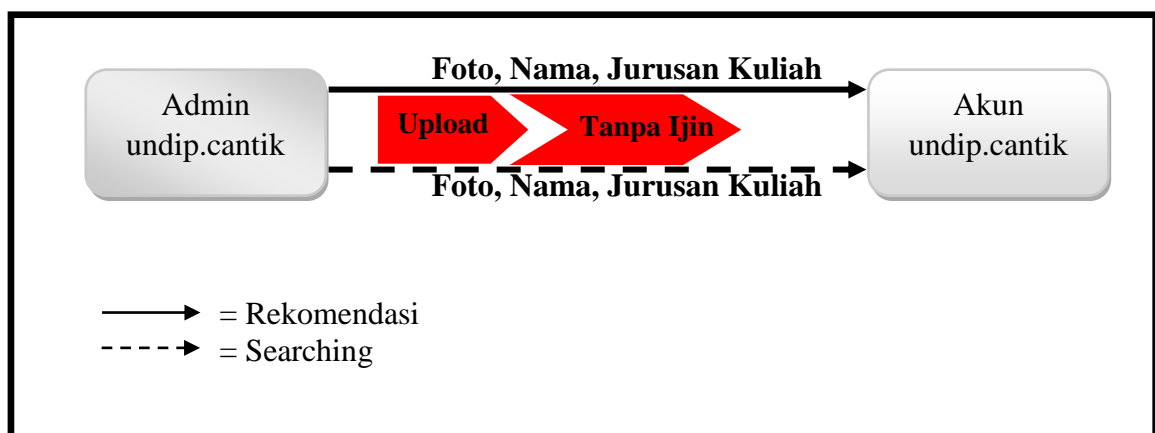 Foto, Nama, Jurusan Kuliah
Admin
undip.cantik
Upload
Tanpa Ijin
Akun
undip.cantik
Foto, Nama, Jurusan Kuliah
= Rekomendasi
= Searching